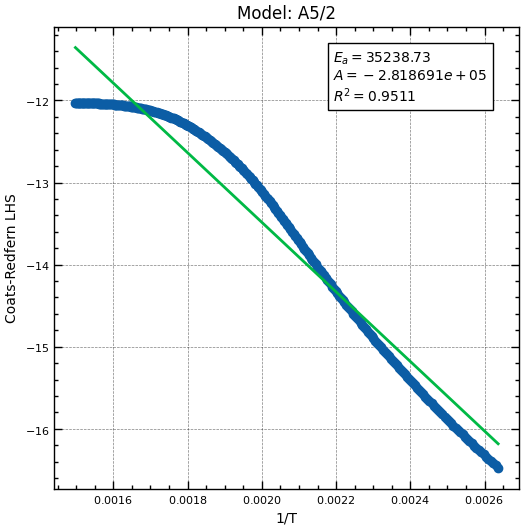 Model: A5/2
E_a = 35238.73
A = −2.818691e + 05
R² = 0.9511
−12
−13
−14
−15
−16
Coats-Redfern LHS
0.0016 0.0018 0.0020 0.0022 0.0024 0.0026
1/T